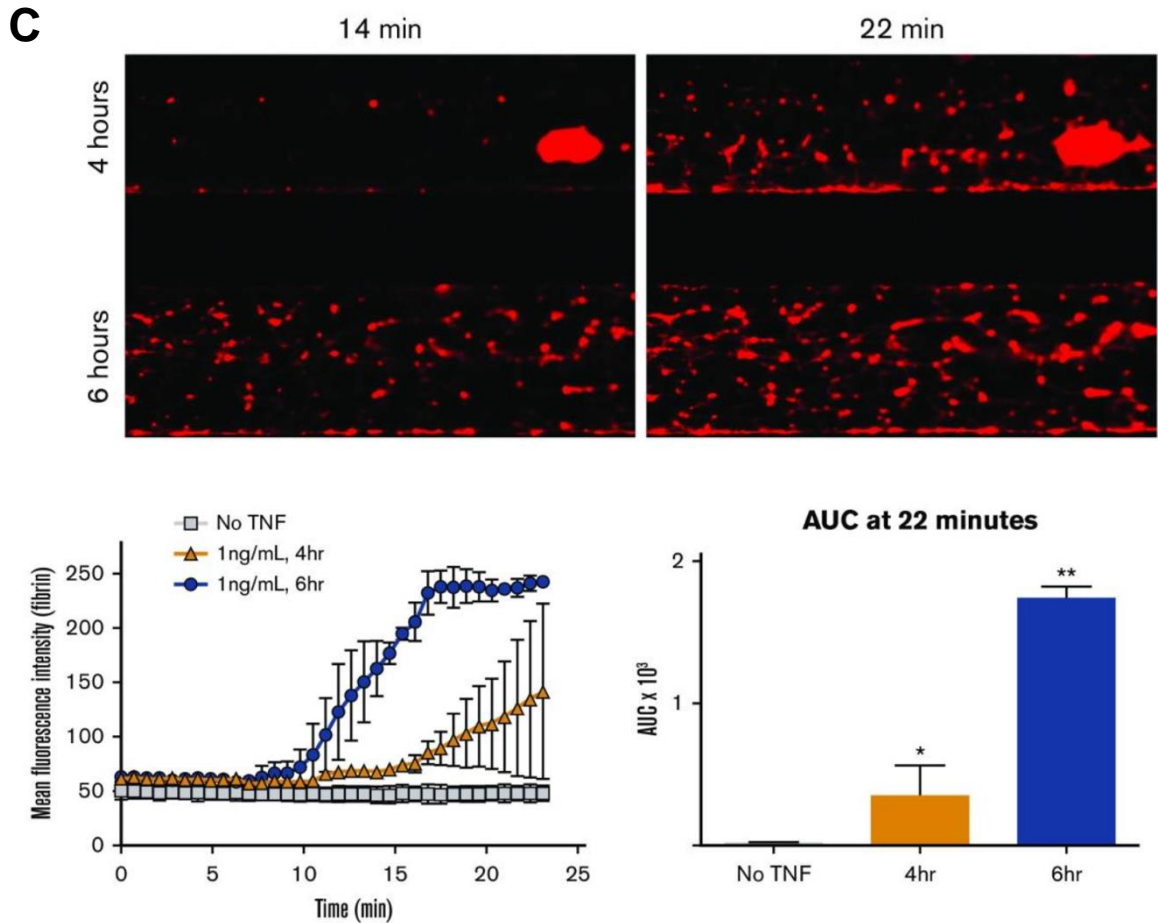 C
14 min
22 min
4 hours
6 hours
No TNF
1ng/mL, 4hr
1ng/mL, 6hr
Mean fluorescence intensity (fibrin)
250
200
150
100
50
0
0 5 10 15 20 25
Time (min)
AUC at 22 minutes
AUC x 10³
2
1
*
**
No TNF 4hr 6hr